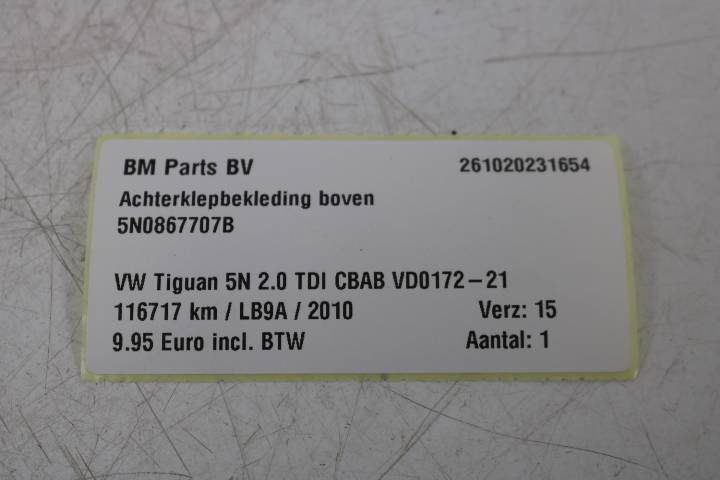 BM Parts BV 261020231654
Achterklepbekleding boven
5N0867707B
VW Tiguan 5N 2.0 TDI CBAB VD0172-21
116717 km / LB9A / 2010 Verz: 15
9.95 Euro incl. BTW Aantal: 1